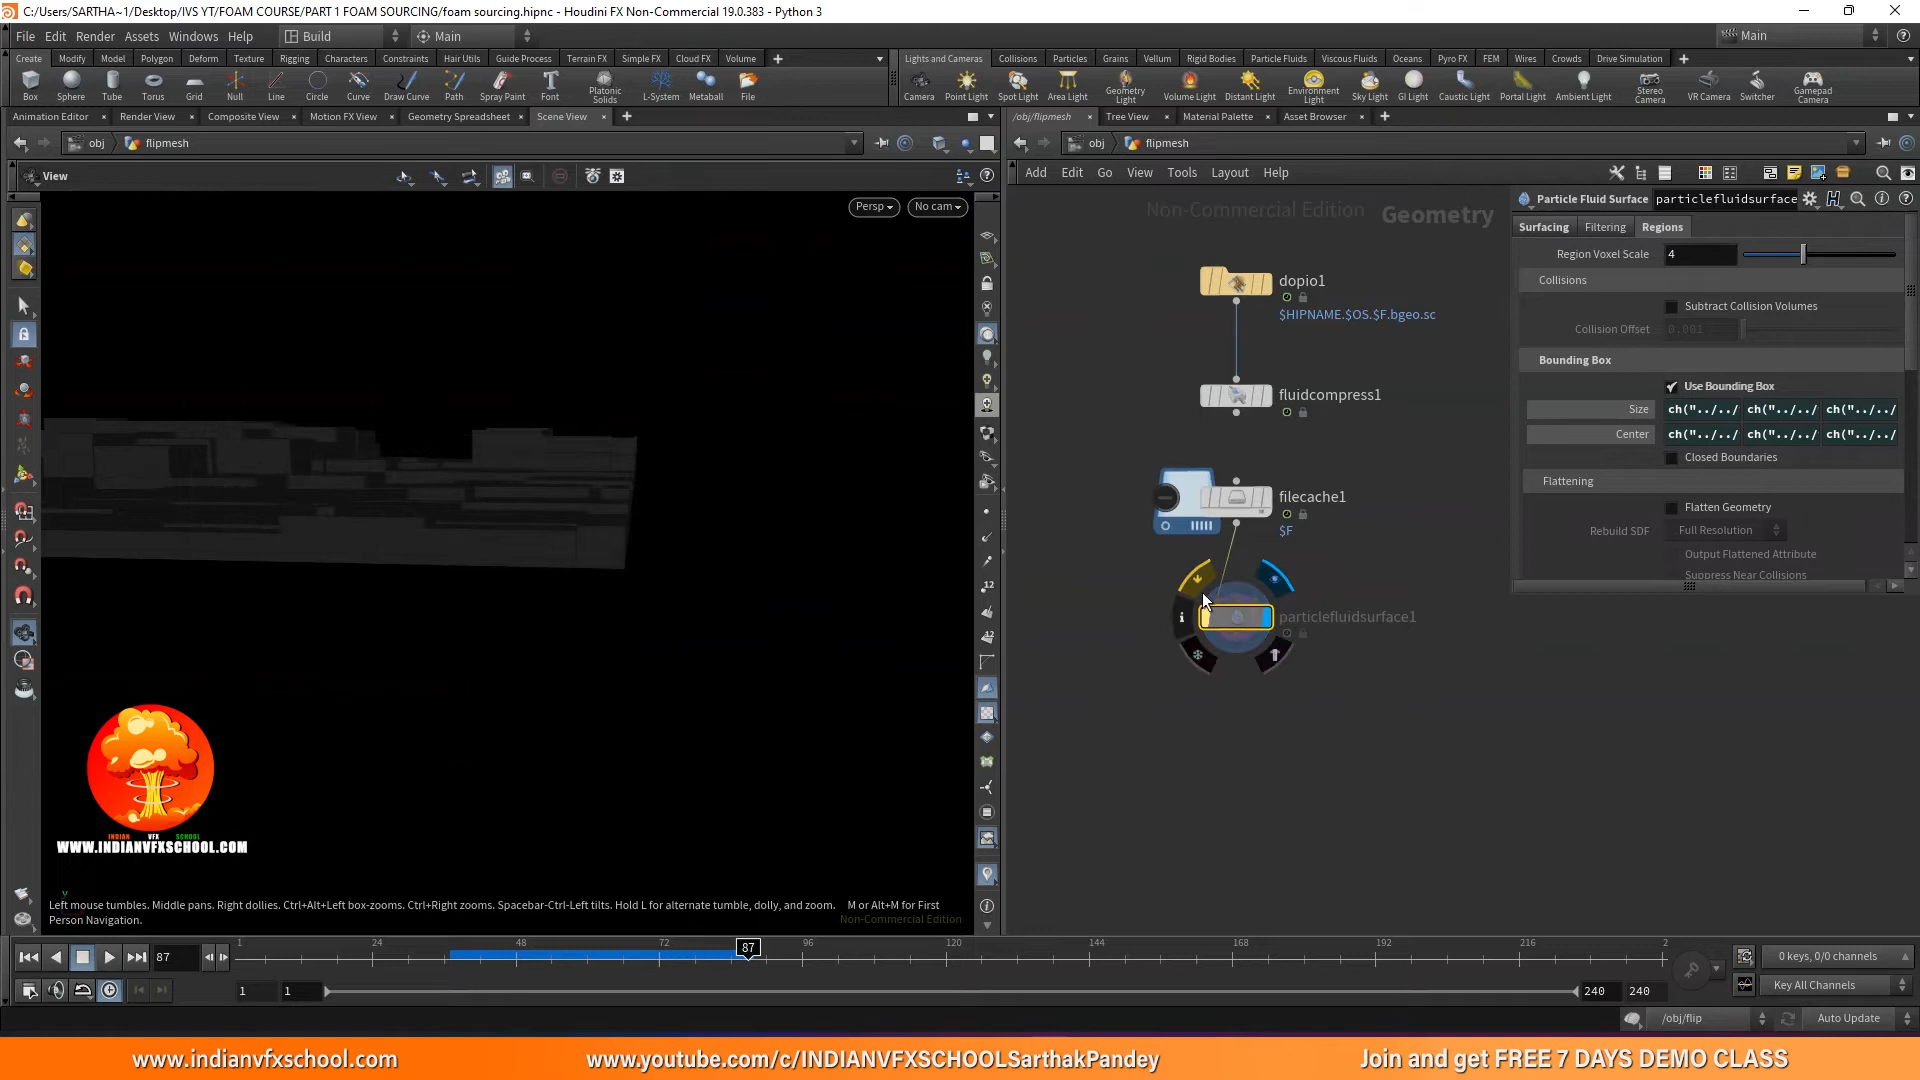 C:/Users/SARTHA~1/Desktop/IVS YT/FOAM COURSE/PART 1 FOAM SOURCING/foam sourcing.hipnc - Houdini FX Non-Commercial 19.0.383 - Python 3
File Edit Render Assets Windows Help Build Main Main
Create Modify Model Polygon Deform Texture Rigging Characters Constraints Hair Utils Guide Process Terrain FX Simple FX Cloud FX Volume
Lights and Cameras Collisions Particles Grains Vellum Rigid Bodies Particle Fluids Viscous Fluids Oceans Pyro FX FEM Wires Crowds Drive Simulation
Box Sphere Tube Torus Grid Null Line Circle Curve Draw Curve Path Spray Paint Font Platonic Solids L-System Metaball File
Camera Point Light Spot Light Area Light Geometry Light Volume Light Distant Light Environment Light Sky Light GI Light Caustic Light Portal Light Ambient Light Stereo Camera VR Camera Switcher Gamepad Camera
Animation Editor Render View Composite View Motion FX View Geometry Spreadsheet Scene View
/obj/flipmesh Tree View Material Palette Asset Browser
obj flipmesh
obj flipmesh
View
Add Edit Go View Tools Layout Help
Persp No cam
Non-Commercial Edition Geometry
Particle Fluid Surface particlefluidsurface
Surfacing Filtering Regions
Region Voxel Scale 4
Collisions
Subtract Collision Volumes
Collision Offset 0.001
Bounding Box
Use Bounding Box
Size ch("../../ ch("../../ ch("../../
Center ch("../../ ch("../../ ch("../../
Closed Boundaries
Flattening
Flatten Geometry
Rebuild SDF Full Resolution
Output Flattened Attribute
Suppress Near Collisions
dopio1
$HIPNAME.$OS.$F.bgeo.sc
fluidcompress1
filecache1
$F
particlefluidsurface1
12
12
INDIAN VFX SCHOOL
WWW.INDIANVFXSCHOOL.COM
Left mouse tumbles. Middle pans. Right dollies. Ctrl+Alt+Left box-zooms. Ctrl+Right zooms. Spacebar-Ctrl-Left tilts. Hold L for alternate tumble, dolly, and zoom. M or Alt+M for First
Person Navigation. Non-Commercial Edition
87
1 24 48 72 87 96 120 144 168 192 216 2
0 keys, 0/0 channels
1 1 240 240
Key All Channels
/obj/flip Auto Update
www.indianvfxschool.com www.youtube.com/c/INDIANVFXSCHOOLSarthakPandey Join and get FREE 7 DAYS DEMO CLASS